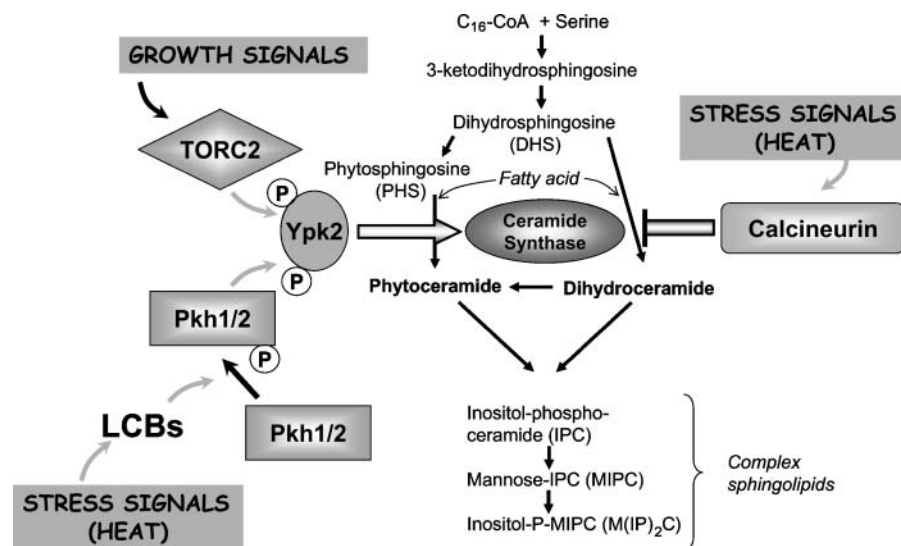 C16-CoA + Serine
GROWTH SIGNALS
3-ketodihydrosphingosine
Dihydrosphingosine
(DHS)
STRESS SIGNALS
(HEAT)
TORC2
Phytosphingosine
(PHS)
Fatty acid
P
Ypk2
Ceramide
Synthase
Calcineurin
P
Phytoceramide
Dihydroceramide
Pkh1/2
P
LCBs
Pkh1/2
Inositol-phospho-
ceramide (IPC)
Mannose-IPC (MIPC)
Complex
sphingolipids
STRESS SIGNALS
(HEAT)
Inositol-P-MIPC (M(IP)2C)